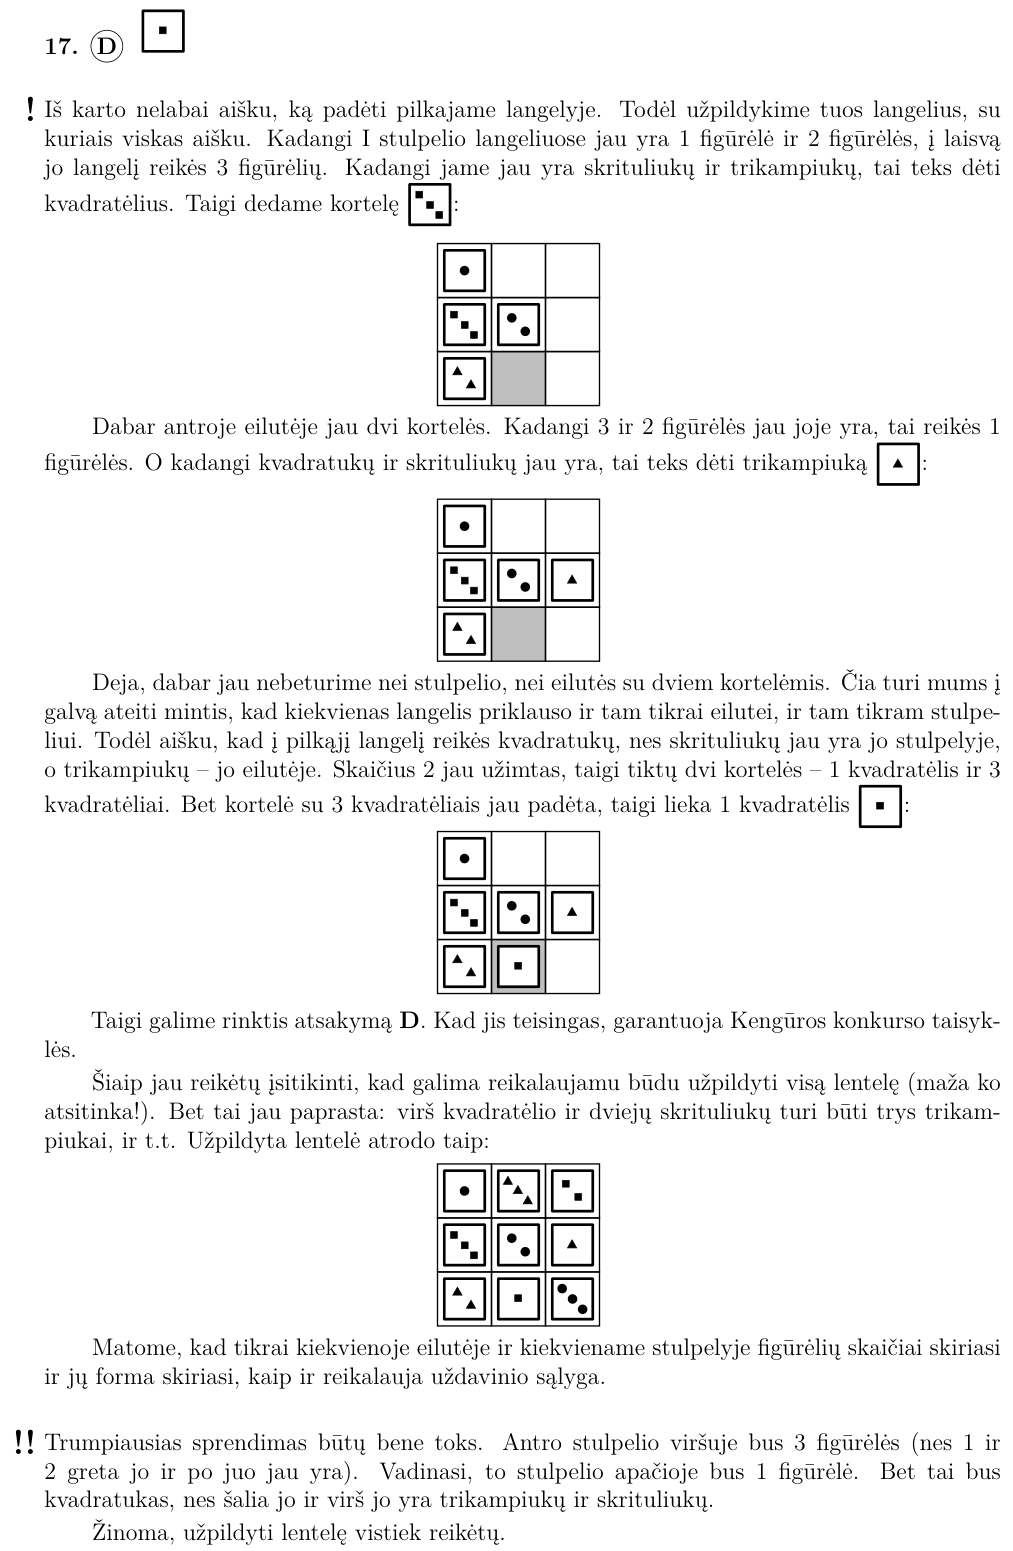 17. D
! Iš karto nelabai aišku, ką padėti pilkajame langelyje. Todėl užpildykime tuos langelius, su
kuriais viskas aišku. Kadangi I stulpelio langeliuose jau yra 1 figūrėlė ir 2 figūrėlės, į laisvą
jo langelį reikės 3 figūrėlių. Kadangi jame jau yra skrituliukų ir trikampiukų, tai teks dėti
kvadratėlius. Taigi dedame kortelę :
Dabar antroje eilutėje jau dvi kortelės. Kadangi 3 ir 2 figūrėlės jau joje yra, tai reikės 1
figūrėlės. O kadangi kvadratukų ir skrituliukų jau yra, tai teks dėti trikampiuką :
Deja, dabar jau nebeturime nei stulpelio, nei eilutės su dviem kortelėmis. Čia turi mums į
galvą ateiti mintis, kad kiekvienas langelis priklauso ir tam tikrai eilutei, ir tam tikram stulpe-
liui. Todėl aišku, kad į pilkąjį langelį reikės kvadratukų, nes skrituliukų jau yra jo stulpelyje,
o trikampiukų – jo eilutėje. Skaičius 2 jau užimtas, taigi tiktų dvi kortelės – 1 kvadratėlis ir 3
kvadratėliai. Bet kortelė su 3 kvadratėliais jau padėta, taigi lieka 1 kvadratėlis :
Taigi galime rinktis atsakymą D. Kad jis teisingas, garantuoja Kengūros konkurso taisyk-
lės.
Šiaip jau reikėtų įsitikinti, kad galima reikalaujamu būdu užpildyti visą lentelę (maža ko
atsitinka!). Bet tai jau paprasta: virš kvadratėlio ir dviejų skrituliukų turi būti trys trikam-
piukai, ir t.t. Užpildyta lentelė atrodo taip:
Matome, kad tikrai kiekvienoje eilutėje ir kiekviename stulpelyje figūrėlių skaičiai skiriasi
ir jų forma skiriasi, kaip ir reikalauja uždavinio sąlyga.
!! Trumpiausias sprendimas būtų bene toks. Antro stulpelio viršuje bus 3 figūrėlės (nes 1 ir
2 greta jo ir po juo jau yra). Vadinasi, to stulpelio apačioje bus 1 figūrėlė. Bet tai bus
kvadratukas, nes šalia jo ir virš jo yra trikampiukų ir skrituliukų.
Žinoma, užpildyti lentelę vistiek reikėtų.